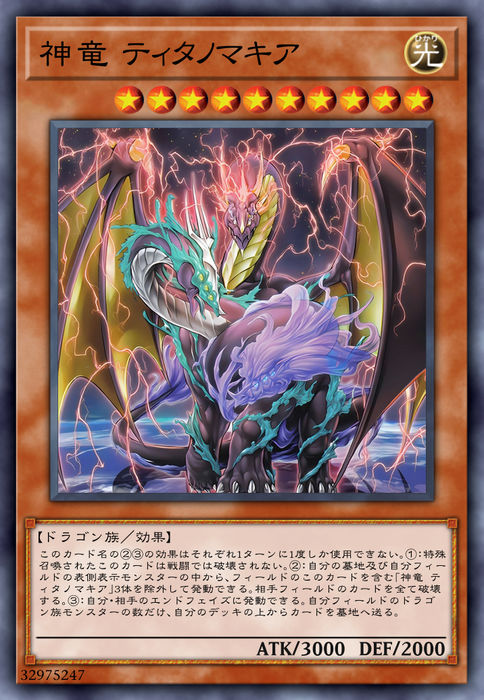 神竜 ティタノマキア
ひかり
光
【ドラゴン族／効果】
このカード名の②③の効果はそれぞれ1ターンに1度しか使用できない。①：特殊
召喚されたこのカードは戦闘では破壊されない。②：自分の墓地及び自分フィー
ルドの表側表示モンスターの中から、フィールドのこのカードを含む「神竜 ティ
タノマキア」3体を除外して発動できる。相手フィールドのカードを全て破壊
する。③：自分・相手のエンドフェイズに発動できる。自分フィールドのドラゴ
ン族モンスターの数だけ、自分のデッキの上からカードを墓地へ送る。
ATK/3000 DEF/2000
32975247